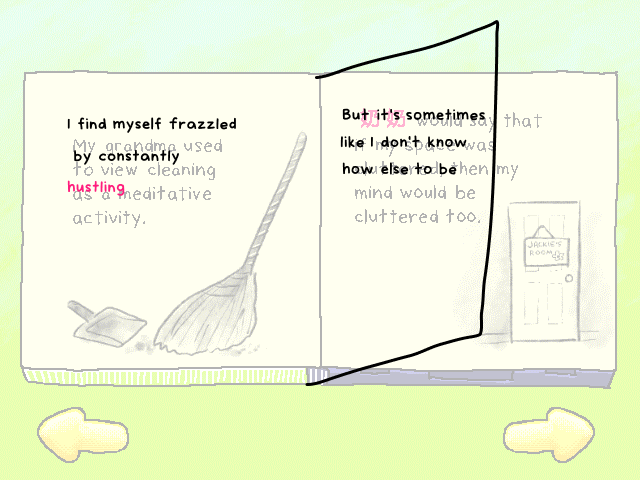 I find myself frazzled
by constantly
hustling
My grandma used
to view cleaning
as a meditative
activity.
But it's sometimes
like I don't know
how else to be
奶奶 would say that
if my space was
cluttered, then my
mind would be
cluttered too.
JACKIE'S
ROOM